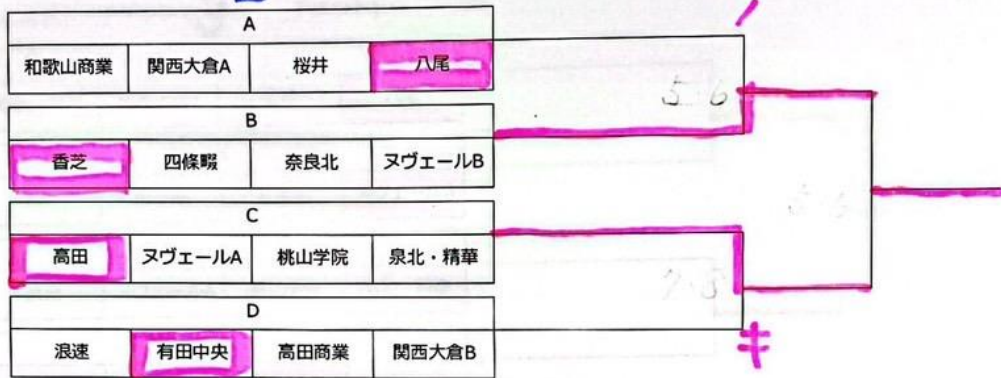 A
和歌山商業 関西大倉A 桜井 八尾
5-6
B
香芝 四條畷 奈良北 ヌヴェールB
C
高田 ヌヴェールA 桃山学院 泉北・精華
7-5
D
浪速 有田中央 高田商業 関西大倉B